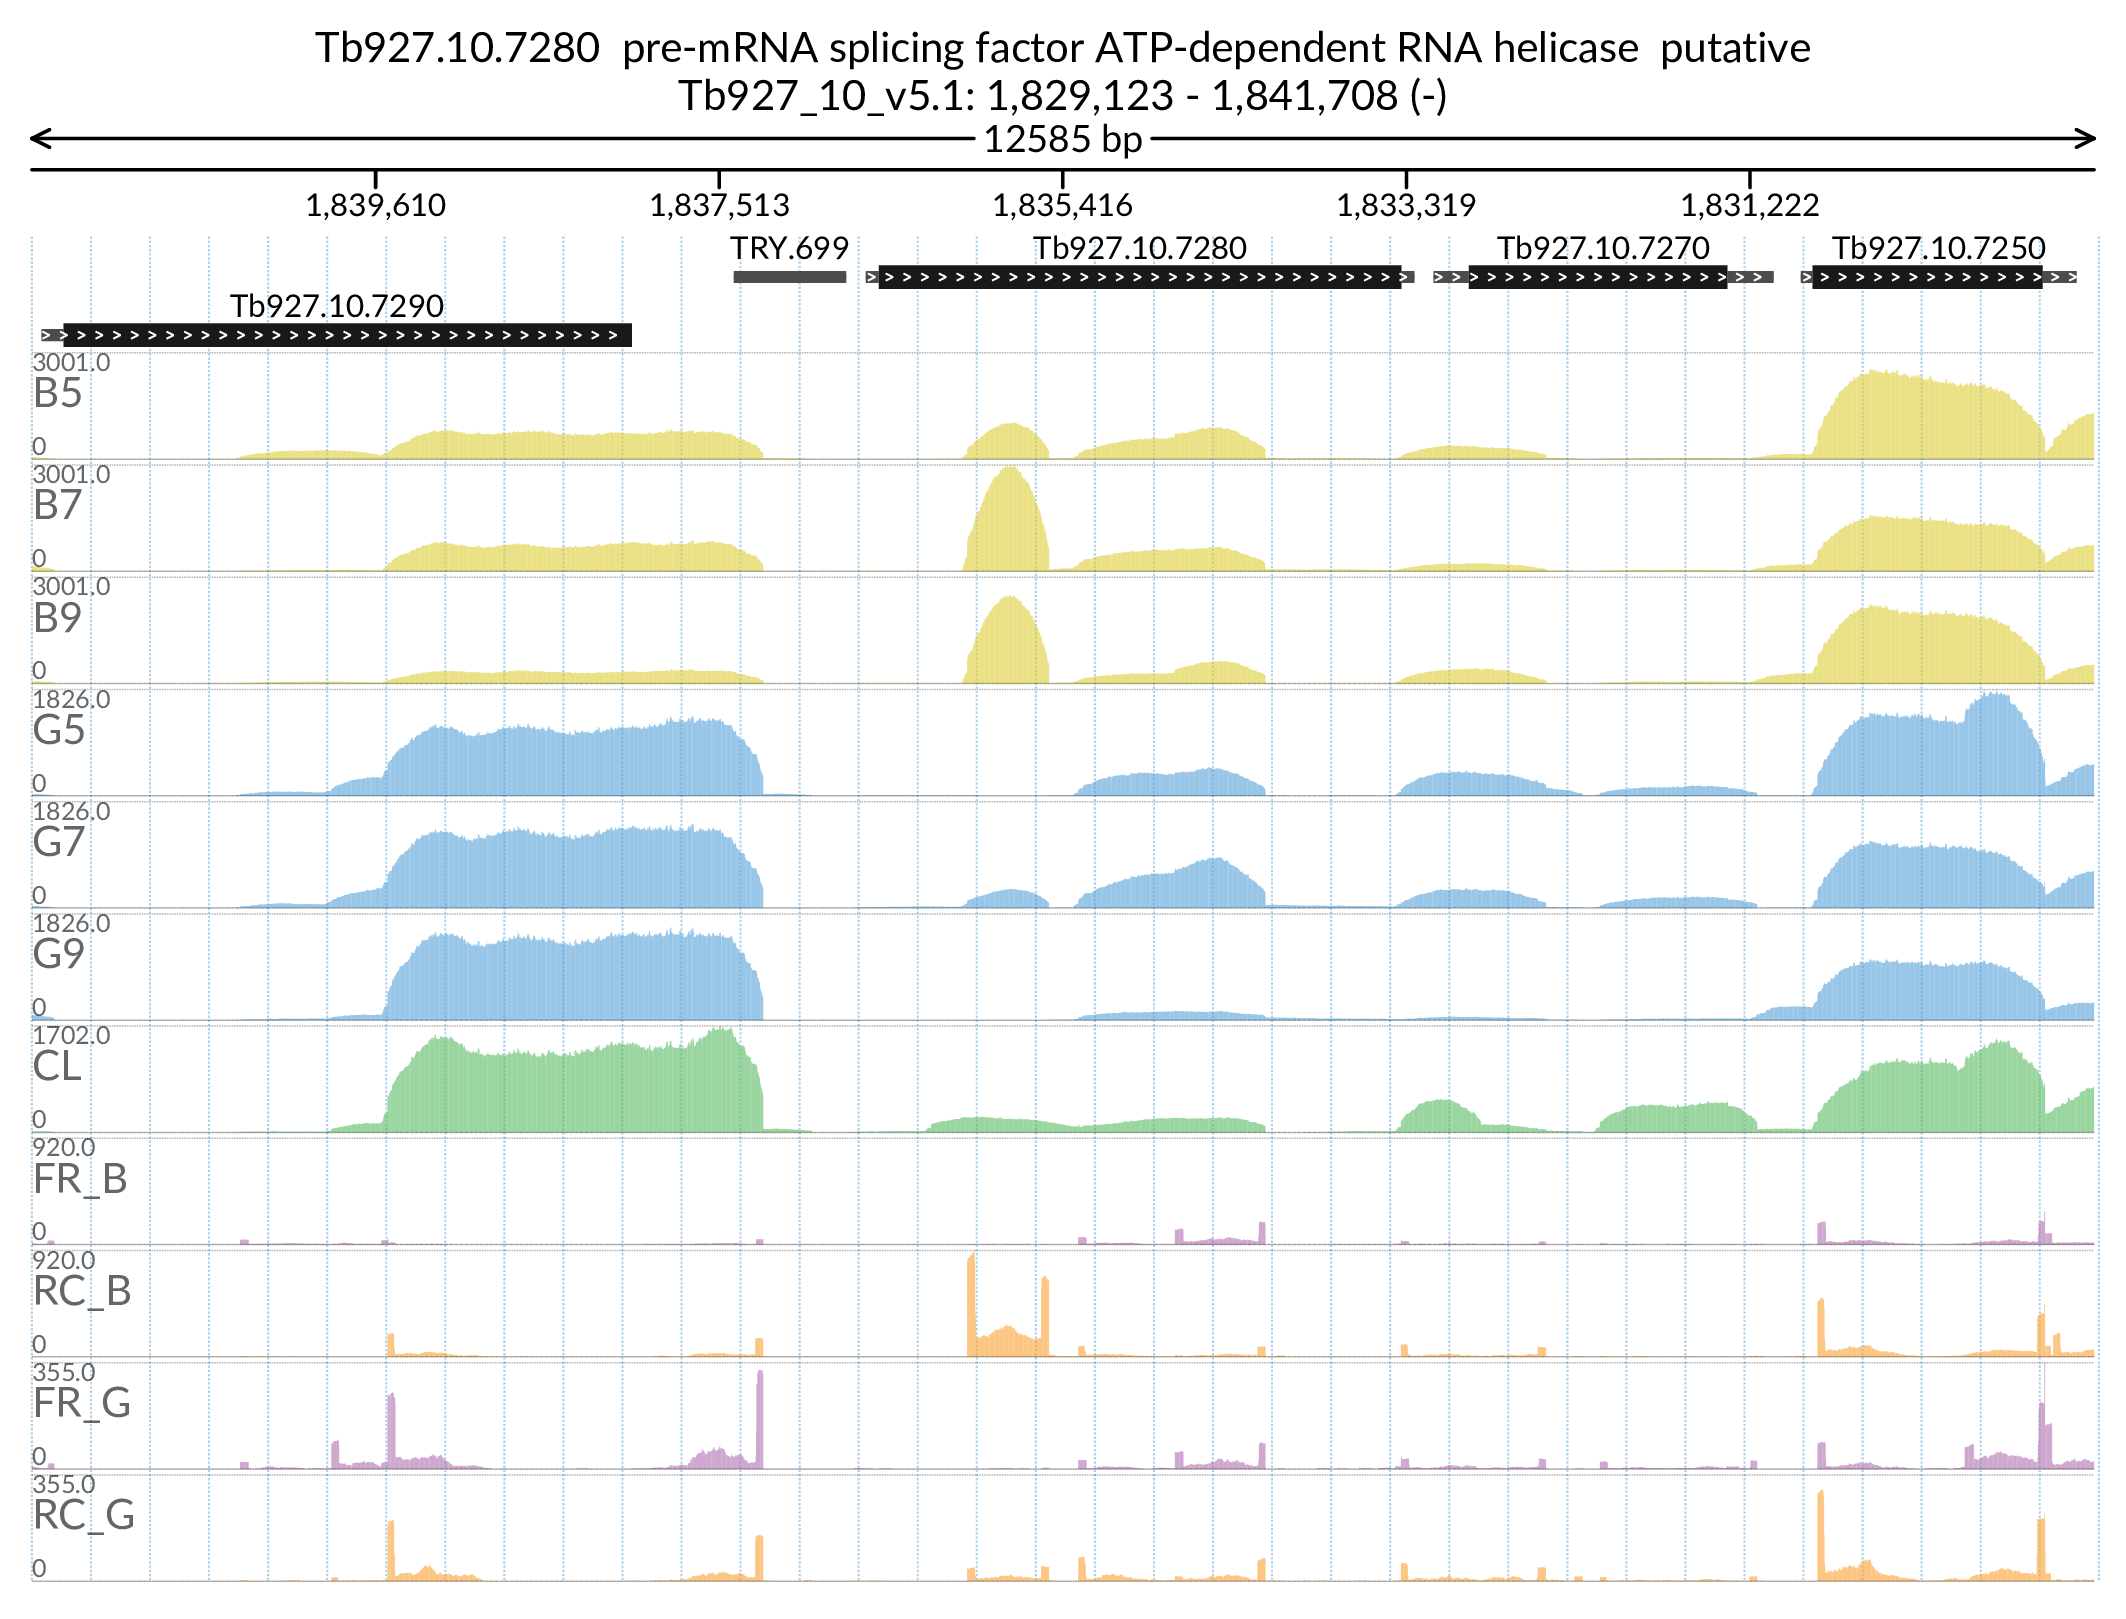 Tb927.10.7280 pre-mRNA splicing factor ATP-dependent RNA helicase putative
Tb927_10_v5.1: 1,829,123 - 1,841,708 (-)
12585 bp
1,839,610 1,837,513 1,835,416 1,833,319 1,831,222
TRY.699 Tb927.10.7280 Tb927.10.7270 Tb927.10.7250
Tb927.10.7290
3001.0
B5
0
3001.0
B7
0
3001.0
B9
0
1826.0
G5
0
1826.0
G7
0
1826.0
G9
0
1702.0
CL
0
920.0
FR_B
0
920.0
RC_B
0
355.0
FR_G
0
355.0
RC_G
0